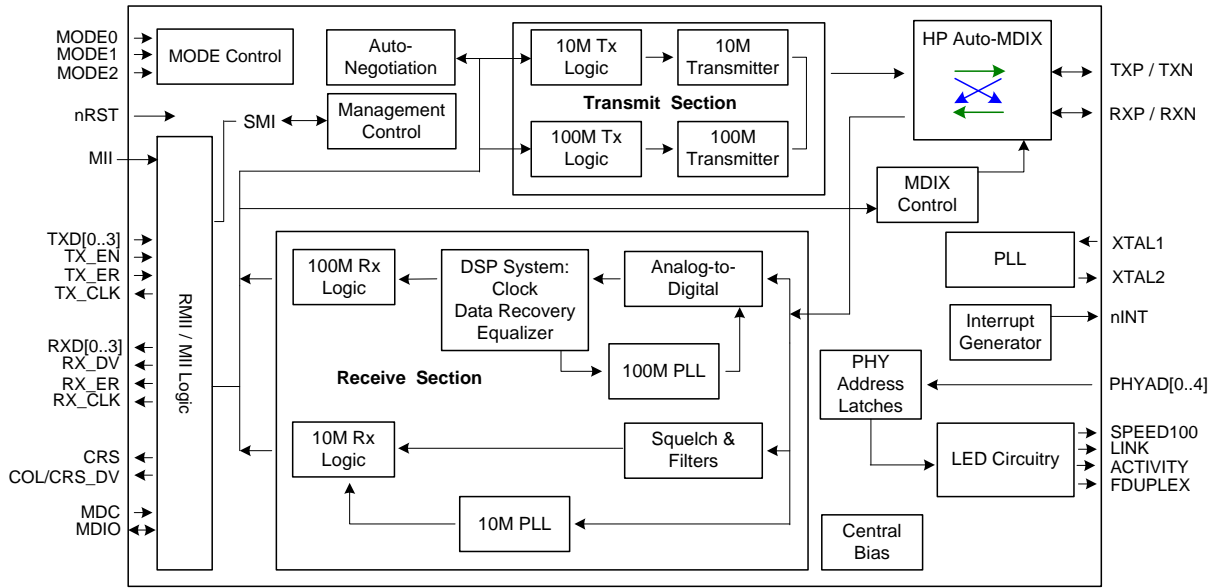 MODE0
MODE1
MODE2
nRST
MII
TXD[0..3]
TX_EN
TX_ER
TX_CLK
RXD[0..3]
RX_DV
RX_ER
RX_CLK
CRS
COL/CRS_DV
MDC
MDIO
MODE Control
RMII / MII Logic
SMI
Auto-
Negotiation
Management
Control
10M Tx
Logic
10M
Transmitter
Transmit Section
100M Tx
Logic
100M
Transmitter
HP Auto-MDIX
MDIX
Control
TXP / TXN
RXP / RXN
100M Rx
Logic
DSP System:
Clock
Data Recovery
Equalizer
Analog-to-
Digital
100M PLL
Receive Section
10M Rx
Logic
Squelch &
Filters
10M PLL
PLL
XTAL1
XTAL2
Interrupt
Generator
nINT
PHY
Address
Latches
PHYAD[0..4]
LED Circuitry
SPEED100
LINK
ACTIVITY
FDUPLEX
Central
Bias